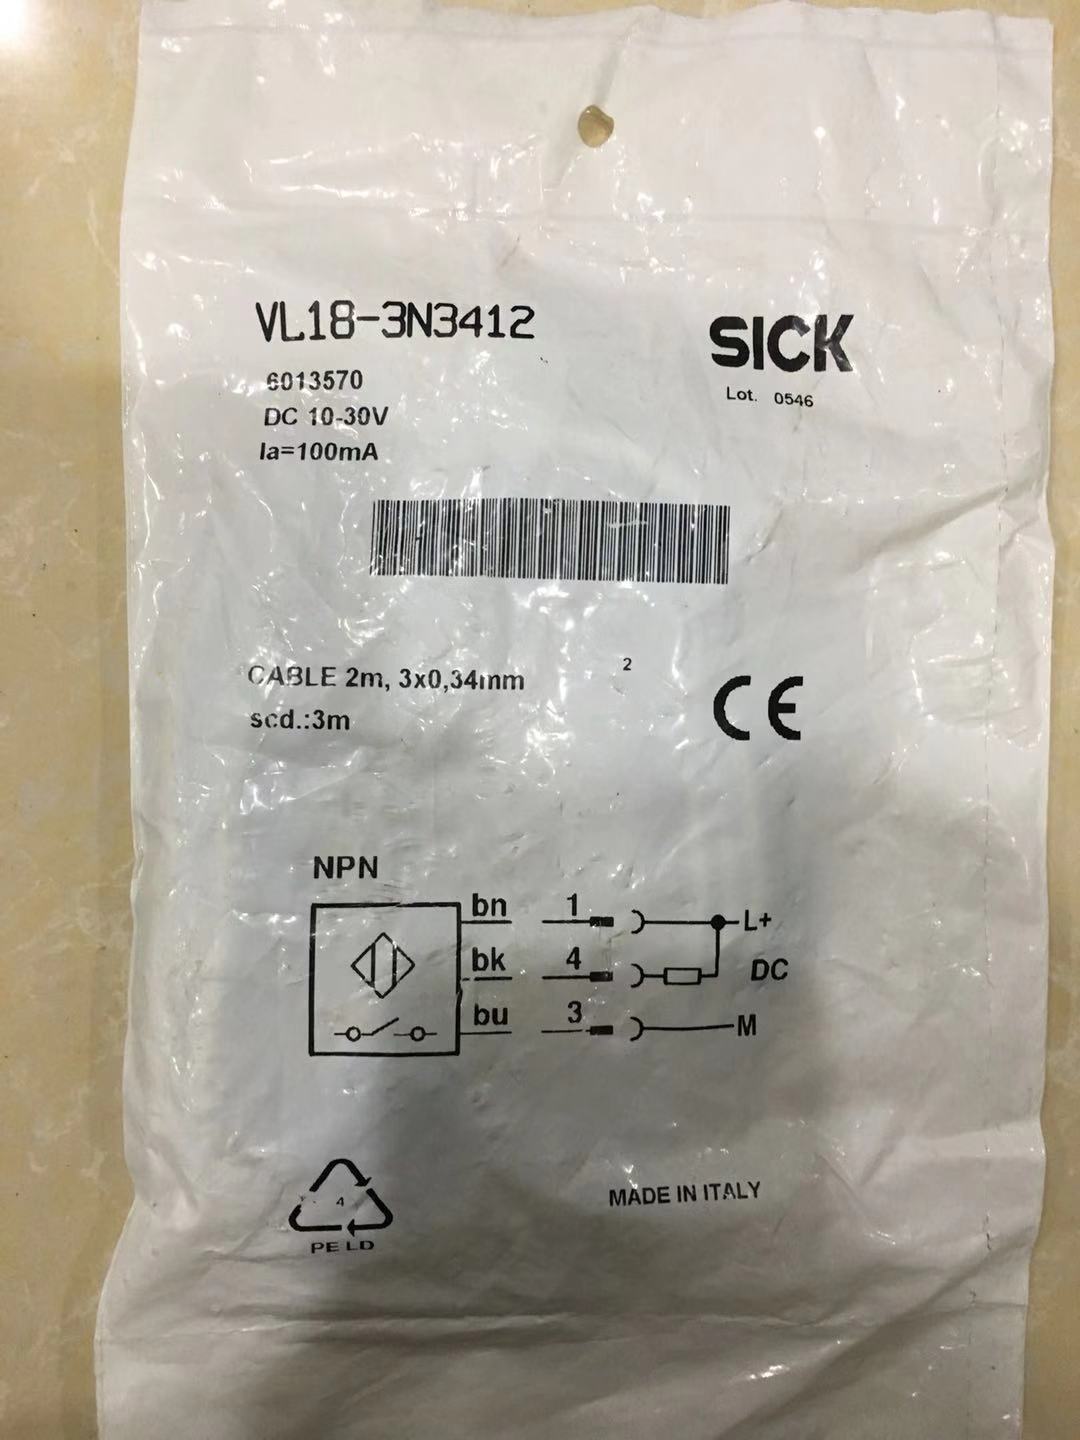 VL18-3N3412
SICK
6013570
Lot. 0546
DC 10-30V
Ia=100mA
CABLE 2m, 3x0,34mm 2
scd.:3m
CE
NPN
bn 1 L+
bk 4 DC
bu 3 M
4
PE LD
MADE IN ITALY